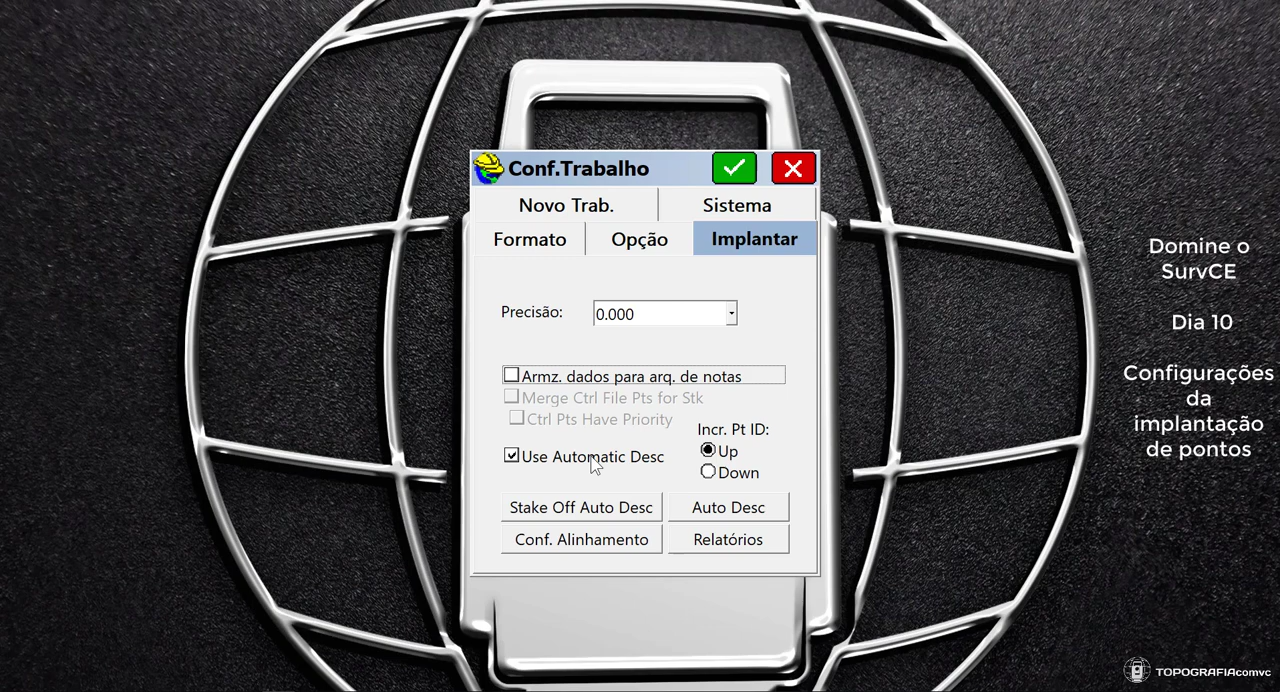 Conf.Trabalho
Novo Trab.
Sistema
Formato
Opção
Implantar
Precisão:
0.000
Armz. dados para arq. de notas
Merge Ctrl File Pts for Stk
Ctrl Pts Have Priority
Incr. Pt ID:
Use Automatic Desc
Up
Down
Stake Off Auto Desc
Auto Desc
Conf. Alinhamento
Relatórios
Domine o
SurvCE
Dia 10
Configurações
da
implantação
de pontos
TOPOGRAFIAcomvc